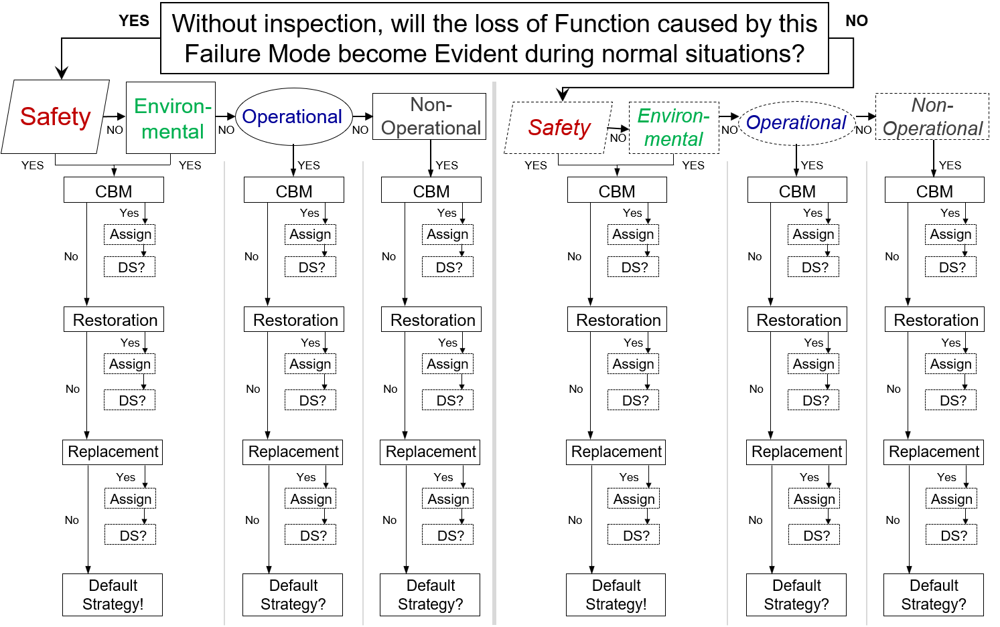 YES
Without inspection, will the loss of Function caused by this
Failure Mode become Evident during normal situations?
NO
Safety
NO
Environ-
mental
NO
Operational
NO
Non-
Operational
Safety
NO
Environ-
mental
NO
Operational
NO
Non-
Operational
YES
YES
YES
YES
YES
YES
YES
YES
CBM
CBM
CBM
CBM
CBM
CBM
Yes
Yes
Yes
Yes
Yes
Yes
Assign
Assign
Assign
Assign
Assign
Assign
No
No
No
No
No
No
DS?
DS?
DS?
DS?
DS?
DS?
Restoration
Restoration
Restoration
Restoration
Restoration
Restoration
Yes
Yes
Yes
Yes
Yes
Yes
Assign
Assign
Assign
Assign
Assign
Assign
No
No
No
No
No
No
DS?
DS?
DS?
DS?
DS?
DS?
Replacement
Replacement
Replacement
Replacement
Replacement
Replacement
Yes
Yes
Yes
Yes
Yes
Yes
Assign
Assign
Assign
Assign
Assign
Assign
No
No
No
No
No
No
DS?
DS?
DS?
DS?
DS?
DS?
Default
Strategy!
Default
Strategy?
Default
Strategy?
Default
Strategy!
Default
Strategy?
Default
Strategy?